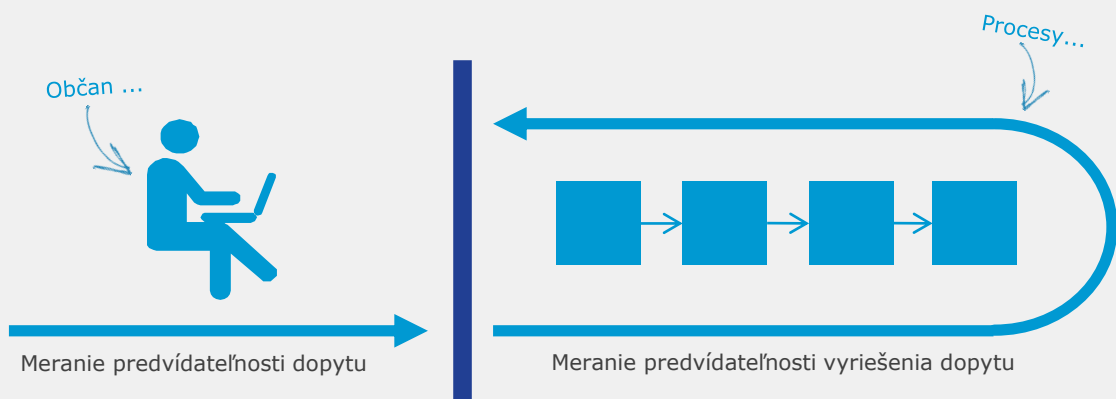 Občan ...
Procesy...
Meranie predvídateľnosti dopytu
Meranie predvídateľnosti vyriešenia dopytu